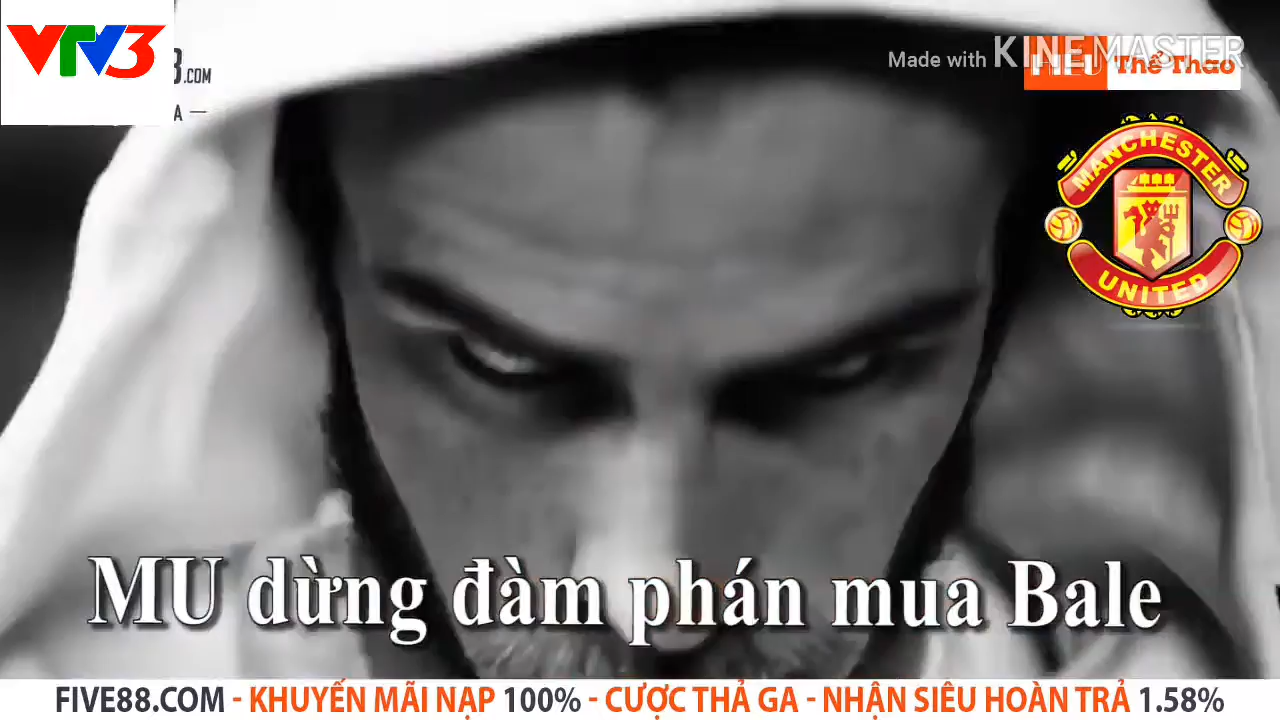 VTV3
.COM
Made with KINEMASTER
Thể Thao
MANCHESTER
UNITED
MU dừng đàm phán mua Bale
FIVE88.COM - KHUYẾN MÃI NẠP 100% - CƯỢC THẢ GA - NHẬN SIÊU HOÀN TRẢ 1.58%